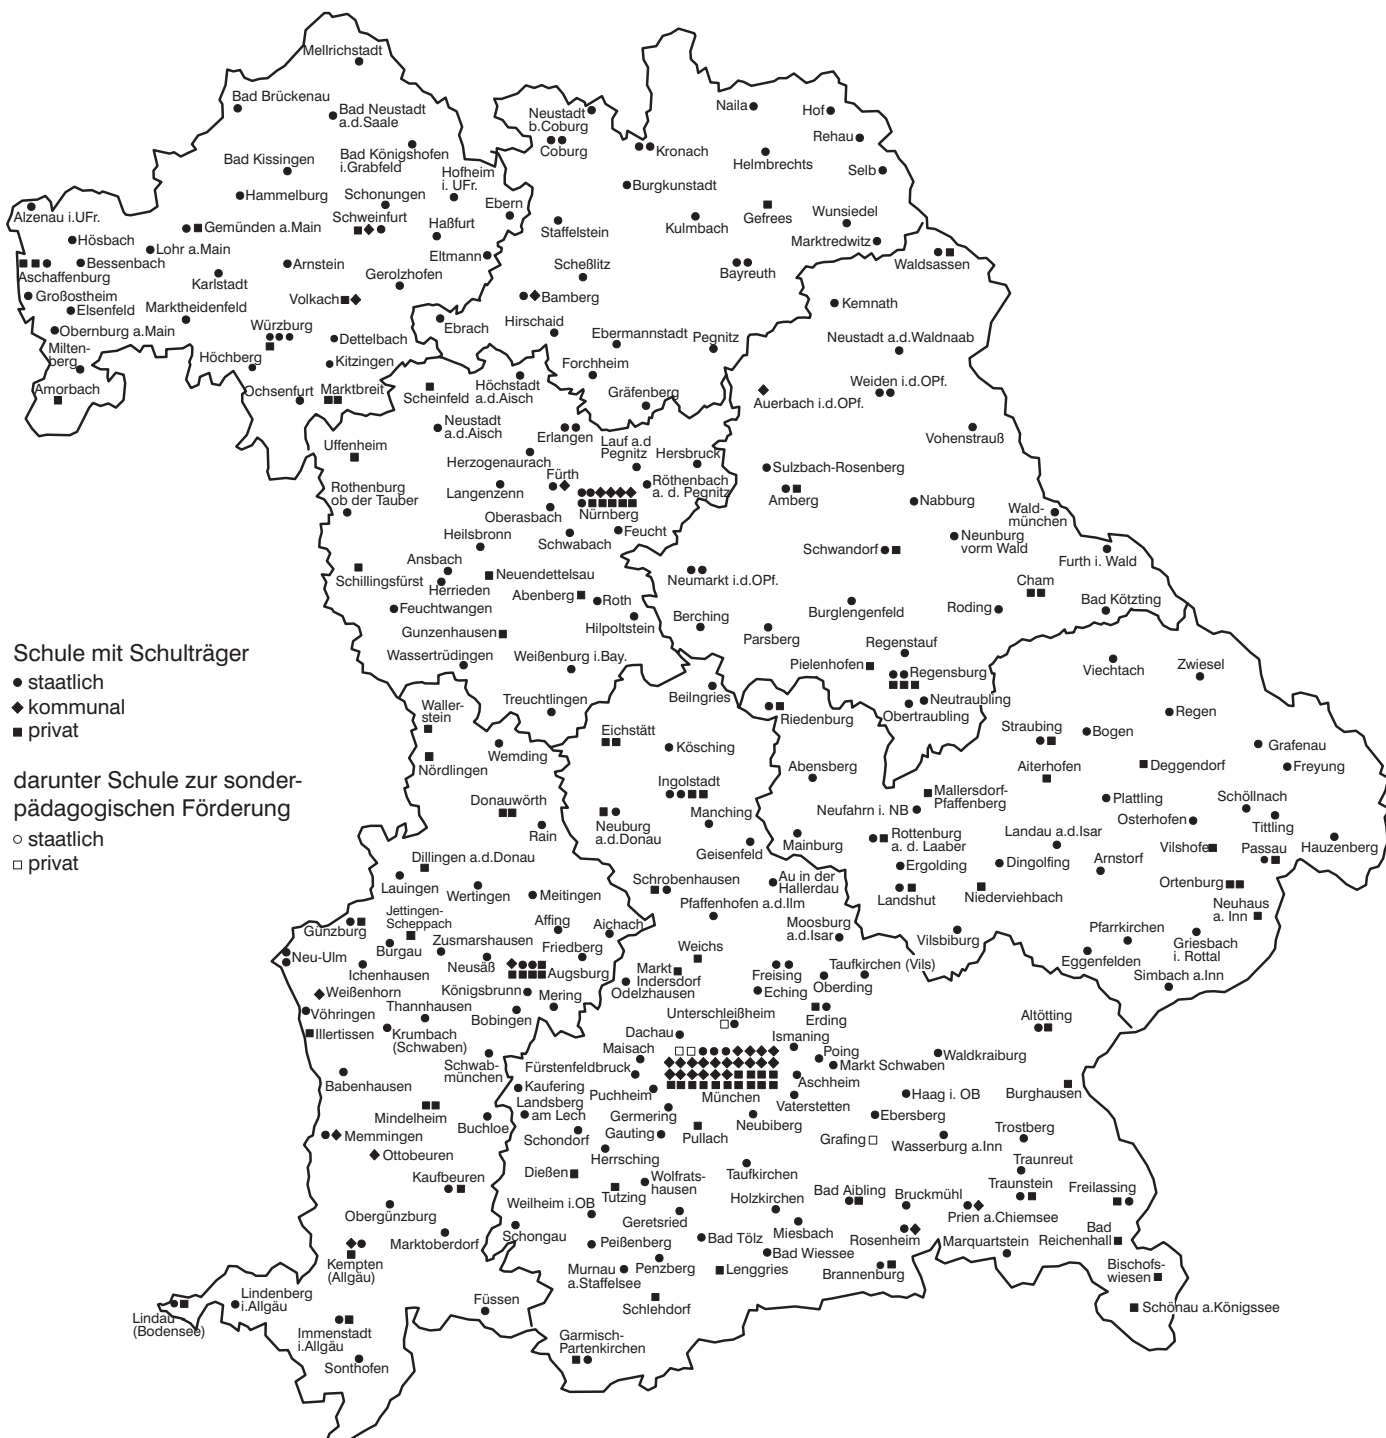 Mellrichstadt
Bad Brückenau
Bad Neustadt
a.d.Saale
Neustadt
b.Coburg
Coburg
Naila
Hof
Rehau
Kronach
Helmbrechts
Selb
Bad Kissingen
Bad Königshofen
i.Grabfeld
Hofheim
i. UFr.
Burgkunstadt
Hammelburg
Schonungen
Ebern
Alzenau i.UFr.
Gemünden a.Main
Schweinfurt
Haßfurt
Staffelstein
Kulmbach
Gefrees
Wunsiedel
Marktredwitz
Hösbach
Lohr a.Main
Bessenbach
Aschaffenburg
Arnstein
Eltmann
Scheßlitz
Bayreuth
Waldsassen
Karlstadt
Gerolzhofen
Großostheim
Elsenfeld
Marktheidenfeld
Volkach
Bamberg
Kemnath
Obernburg a.Main
Würzburg
Dettelbach
Ebrach
Hirschaid
Ebermannstadt
Pegnitz
Neustadt a.d.Waldnaab
Milten-
berg
Höchberg
Kitzingen
Forchheim
Amorbach
Ochsenfurt
Marktbreit
Scheinfeld
Höchstadt
a.d.Aisch
Gräfenberg
Auerbach i.d.OPf.
Weiden i.d.OPf.
Neustadt
a.d.Aisch
Erlangen
Vohenstrauß
Uffenheim
Herzogenaurach
Lauf a.d
Pegnitz
Hersbruck
Sulzbach-Rosenberg
Rothenburg
ob der Tauber
Langenzenn
Fürth
Röthenbach
a. d. Pegnitz
Amberg
Nabburg
Oberasbach
Nürnberg
Wald-
münchen
Heilsbronn
Schwabach
Feucht
Neunburg
vorm Wald
Schwandorf
Furth i. Wald
Ansbach
Schillingsfürst
Herrieden
Neuendettelsau
Neumarkt i.d.OPf.
Cham
Abenberg
Roth
Feuchtwangen
Hilpoltstein
Berching
Burglengenfeld
Roding
Bad Kötzting
Gunzenhausen
Parsberg
Wassertrüdingen
Weißenburg i.Bay.
Regenstauf
Pielenhofen
Regensburg
Viechtach
Zwiesel
Schule mit Schulträger
staatlich
kommunal
privat
darunter Schule zur sonder-
pädagogischen Förderung
staatlich
privat
Treuchtlingen
Beilngries
Riedenburg
Neutraubling
Obertraubling
Waller-
stein
Straubing
Bogen
Regen
Eichstätt
Kösching
Wemding
Nördlingen
Grafenau
Freyung
Abensberg
Aiterhofen
Deggendorf
Ingolstadt
Donauwörth
Mallersdorf-
Pfaffenberg
Neufahrn i. NB
Plattling
Schöllnach
Neuburg
a.d.Donau
Manching
Rain
Osterhofen
Tittling
Geisenfeld
Mainburg
Rottenburg
a. d. Laaber
Landau a.d.Isar
Vilshofen
Passau
Hauzenberg
Dillingen a.d.Donau
Ergolding
Dingolfing
Arnstorf
Lauingen
Schrobenhausen
Au in der
Hallerdau
Wertingen
Meitingen
Pfaffenhofen a.d.Ilm
Landshut
Niederviehbach
Ortenburg
Neuhaus
a. Inn
Günzburg
Jettingen-
Scheppach
Affing
Aichach
Moosburg
a.d.Isar
Vilsbiburg
Pfarrkirchen
Griesbach
i. Rottal
Burgau
Zusmarshausen
Friedberg
Weichs
Eggenfelden
Neu-Ulm
Ichenhausen
Neusäß
Augsburg
Markt
Indersdorf
Freising
Taufkirchen (Vils)
Simbach a.Inn
Odelzhausen
Eching
Oberding
Weißenhorn
Königsbrunn
Mering
Vöhringen
Thannhausen
Bobingen
Unterschleißheim
Erding
Altötting
Illertissen
Krumbach
(Schwaben)
Dachau
Ismaning
Maisach
Poing
Waldkraiburg
Schwab-
münchen
Fürstenfeldbruck
Markt Schwaben
Babenhausen
Kaufering
Puchheim
München
Aschheim
Burghausen
Landsberg
am Lech
Germering
Vaterstetten
Haag i. OB
Mindelheim
Buchloe
Neubiberg
Ebersberg
Memmingen
Schondorf
Gauting
Pullach
Grafing
Wasserburg a.Inn
Trostberg
Ottobeuren
Herrsching
Traunreut
Kaufbeuren
Dießen
Wolfrats-
hausen
Taufkirchen
Traunstein
Freilassing
Tutzing
Holzkirchen
Bad Aibling
Bruckmühl
Obergünzburg
Weilheim i.OB
Geretsried
Prien a.Chiemsee
Marktoberdorf
Schongau
Peißenberg
Bad Tölz
Miesbach
Rosenheim
Marquartstein
Bad
Reichenhall
Kempten
(Allgäu)
Bad Wiessee
Murnau
a.Staffelsee
Penzberg
Lenggries
Brannenburg
Bischofs-
wiesen
Lindenberg
i.Allgäu
Füssen
Schlehdorf
Schönau a.Königssee
Lindau
(Bodensee)
Immenstadt
i.Allgäu
Garmisch-
Partenkirchen
Sonthofen